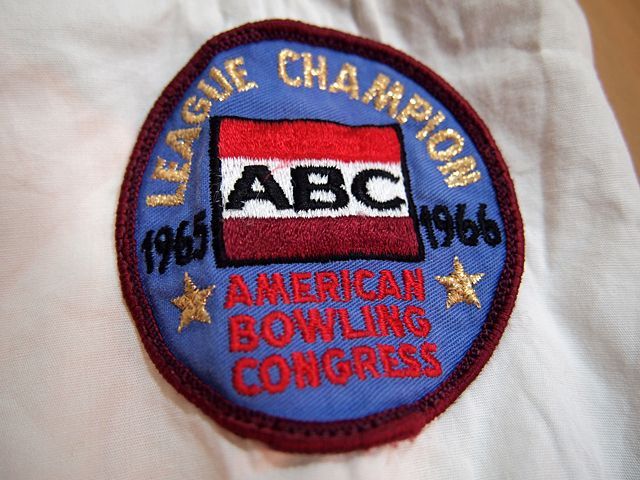 LEAGUE CHAMPION
ABC
1965 1966
AMERICAN
BOWLING
CONGRESS